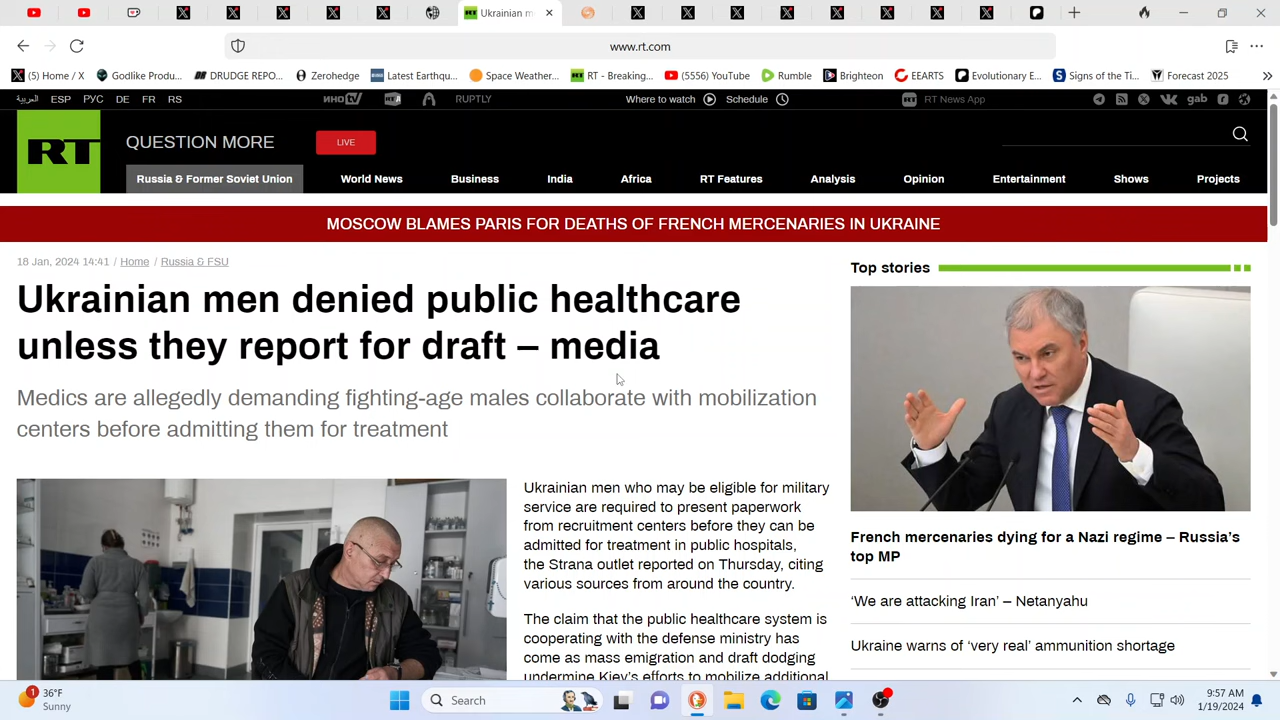 Ukrainian m
www.rt.com
(5) Home / X
Godlike Produ...
DRUDGE REPO...
Zerohedge
Latest Earthqu...
Space Weather...
RT - Breaking...
(5556) YouTube
Rumble
Brighteon
EEARTS
Evolutionary E...
Signs of the Ti...
Forecast 2025
العربية ESP РУС DE FR RS
ИНОTV
RUPTLY
Where to watch
Schedule
RT News App
gab
RT
QUESTION MORE
LIVE
Russia & Former Soviet Union
World News
Business
India
Africa
RT Features
Analysis
Opinion
Entertainment
Shows
Projects
MOSCOW BLAMES PARIS FOR DEATHS OF FRENCH MERCENARIES IN UKRAINE
18 Jan, 2024 14:41 / Home / Russia & FSU
Ukrainian men denied public healthcare
unless they report for draft – media
Medics are allegedly demanding fighting-age males collaborate with mobilization
centers before admitting them for treatment
Ukrainian men who may be eligible for military
service are required to present paperwork
from recruitment centers before they can be
admitted for treatment in public hospitals,
the Strana outlet reported on Thursday, citing
various sources from around the country.
The claim that the public healthcare system is
cooperating with the defense ministry has
come as mass emigration and draft dodging
undermine Kiev's efforts to mobilize additional
Top stories
French mercenaries dying for a Nazi regime – Russia's
top MP
'We are attacking Iran' – Netanyahu
Ukraine warns of 'very real' ammunition shortage
1
36°F
Sunny
Search
9:57 AM
1/19/2024